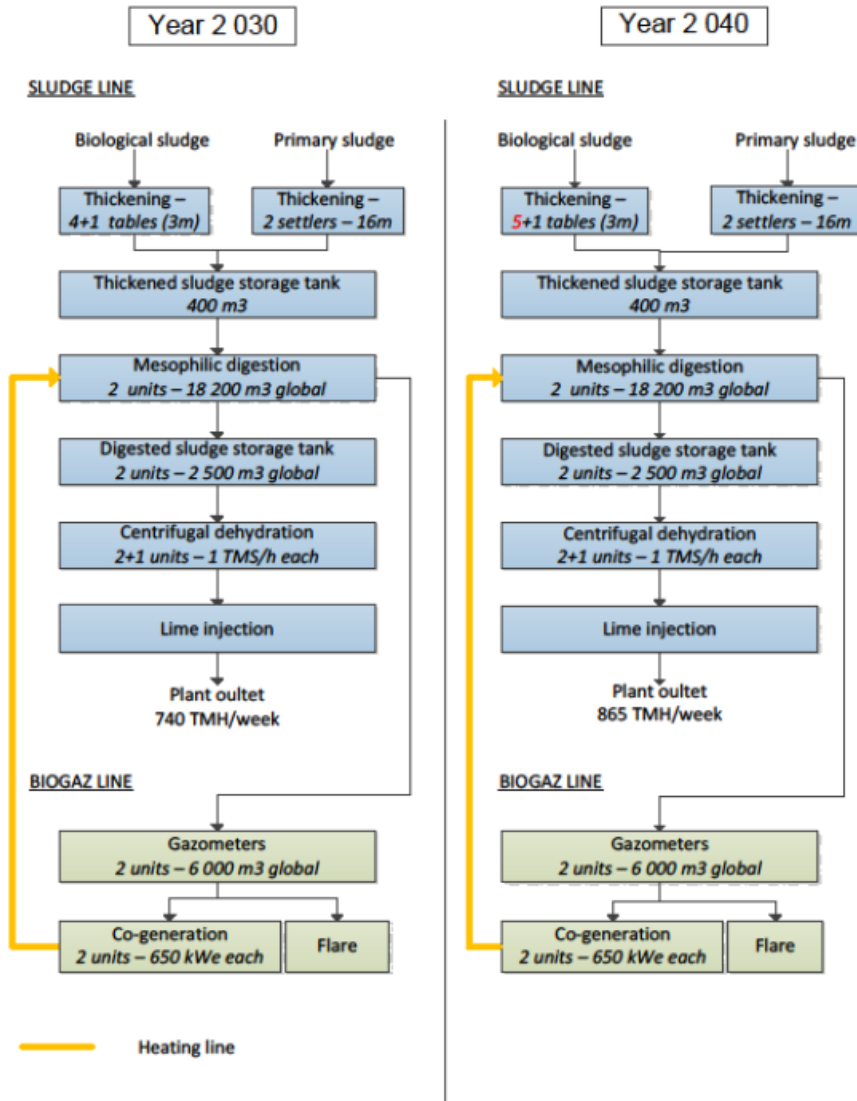 Year 2 030
SLUDGE LINE
Biological sludge
Primary sludge
Thickening –
4+1 tables (3m)
Thickening –
2 settlers – 16m
Thickened sludge storage tank
400 m3
Mesophilic digestion
2 units – 18 200 m3 global
Digested sludge storage tank
2 units – 2 500 m3 global
Centrifugal dehydration
2+1 units – 1 TMS/h each
Lime injection
Plant oultet
740 TMH/week
BIOGAZ LINE
Gazometers
2 units – 6 000 m3 global
Co-generation
2 units – 650 kWe each
Flare
Heating line
Year 2 040
SLUDGE LINE
Biological sludge
Primary sludge
Thickening –
5+1 tables (3m)
Thickening –
2 settlers – 16m
Thickened sludge storage tank
400 m3
Mesophilic digestion
2 units – 18 200 m3 global
Digested sludge storage tank
2 units – 2 500 m3 global
Centrifugal dehydration
2+1 units – 1 TMS/h each
Lime injection
Plant oultet
865 TMH/week
BIOGAZ LINE
Gazometers
2 units – 6 000 m3 global
Co-generation
2 units – 650 kWe each
Flare